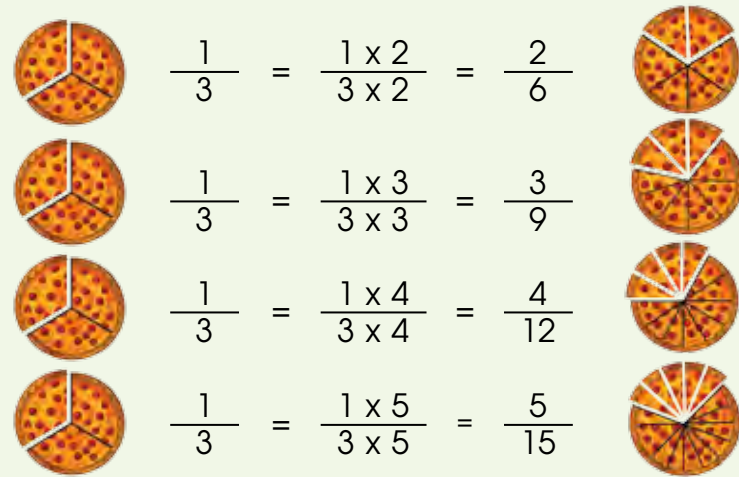 1/3 = 1 x 2/3 x 2 = 2/6
1/3 = 1 x 3/3 x 3 = 3/9
1/3 = 1 x 4/3 x 4 = 4/12
1/3 = 1 x 5/3 x 5 = 5/15